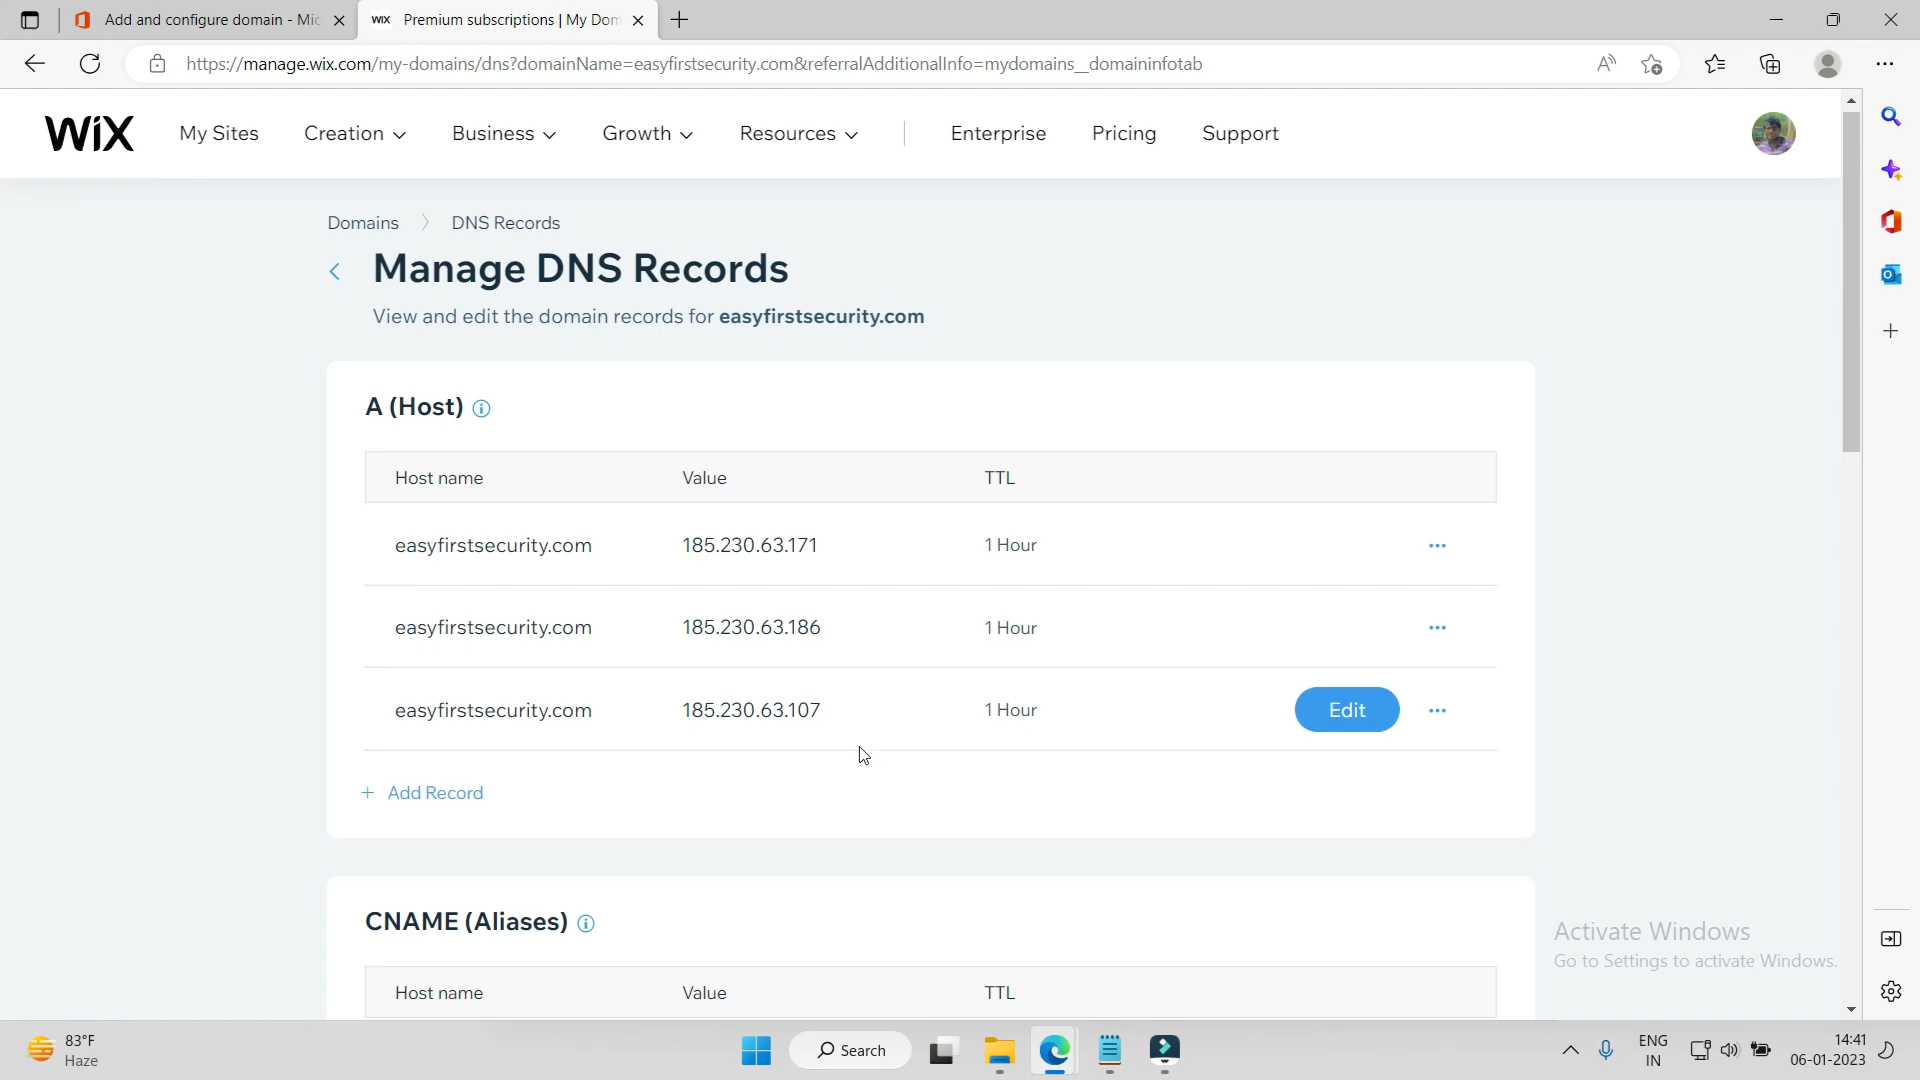 Add and configure domain - Mic
WiX Premium subscriptions | My Dom
https://manage.wix.com/my-domains/dns?domainName=easyfirstsecurity.com&referralAdditionalInfo=mydomains__domaininfotab
WiX My Sites Creation Business Growth Resources Enterprise Pricing Support
Domains DNS Records
Manage DNS Records
View and edit the domain records for easyfirstsecurity.com
A (Host)
Host name Value TTL
easyfirstsecurity.com 185.230.63.171 1 Hour
easyfirstsecurity.com 185.230.63.186 1 Hour
easyfirstsecurity.com 185.230.63.107 1 Hour Edit
+ Add Record
CNAME (Aliases)
Host name Value TTL
Activate Windows
Go to Settings to activate Windows.
83°F
Haze
Search
ENG
IN
14:41
06-01-2023